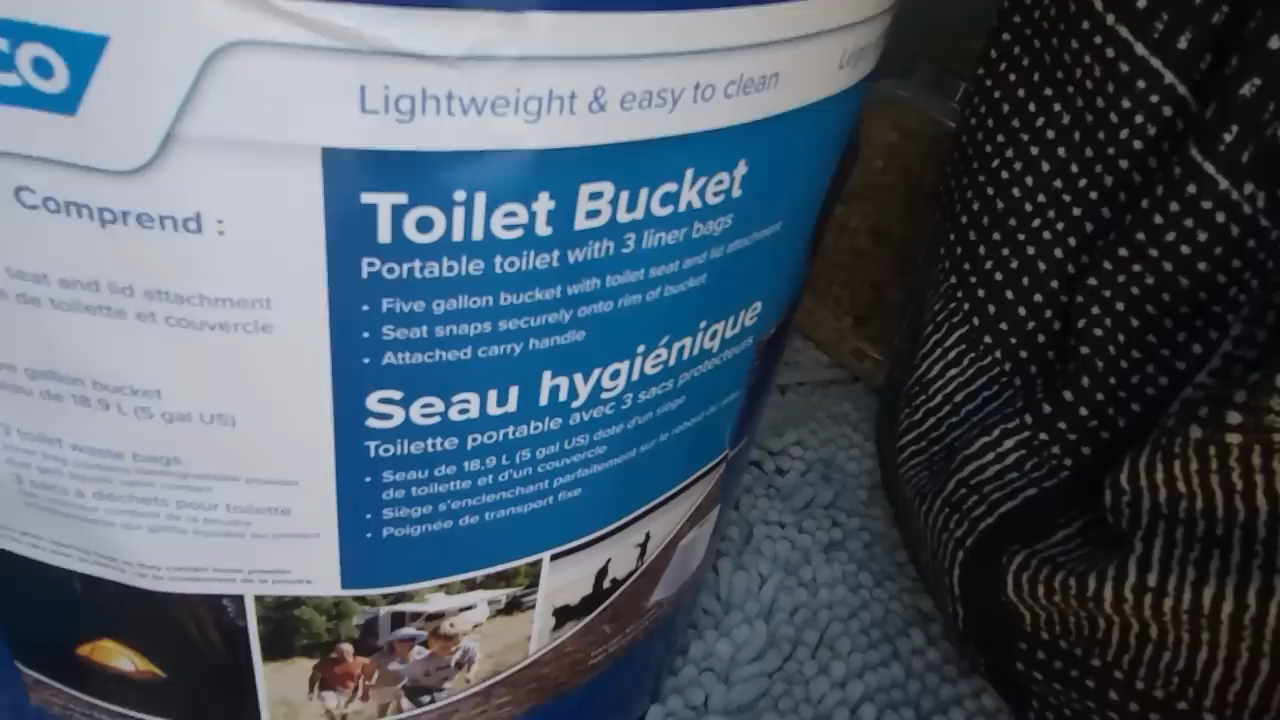 CO
Lightweight & easy to clean
Comprend :
seat and lid attachment
de toilette et couvercle
gallon bucket
de 18,9 L (5 gal US)
3 toilet waste bags
3 sacs à déchets pour toilette
Toilet Bucket
Portable toilet with 3 liner bags
• Five gallon bucket with toilet seat and lid attachment
• Seat snaps securely onto rim of bucket
• Attached carry handle
Seau hygiénique
Toilette portable avec 3 sacs protecteurs
• Seau de 18,9 L (5 gal US) doté d'un siège
de toilette et d'un couvercle
• Siège s'enclenchant parfaitement sur le rebord du seau
• Poignée de transport fixe